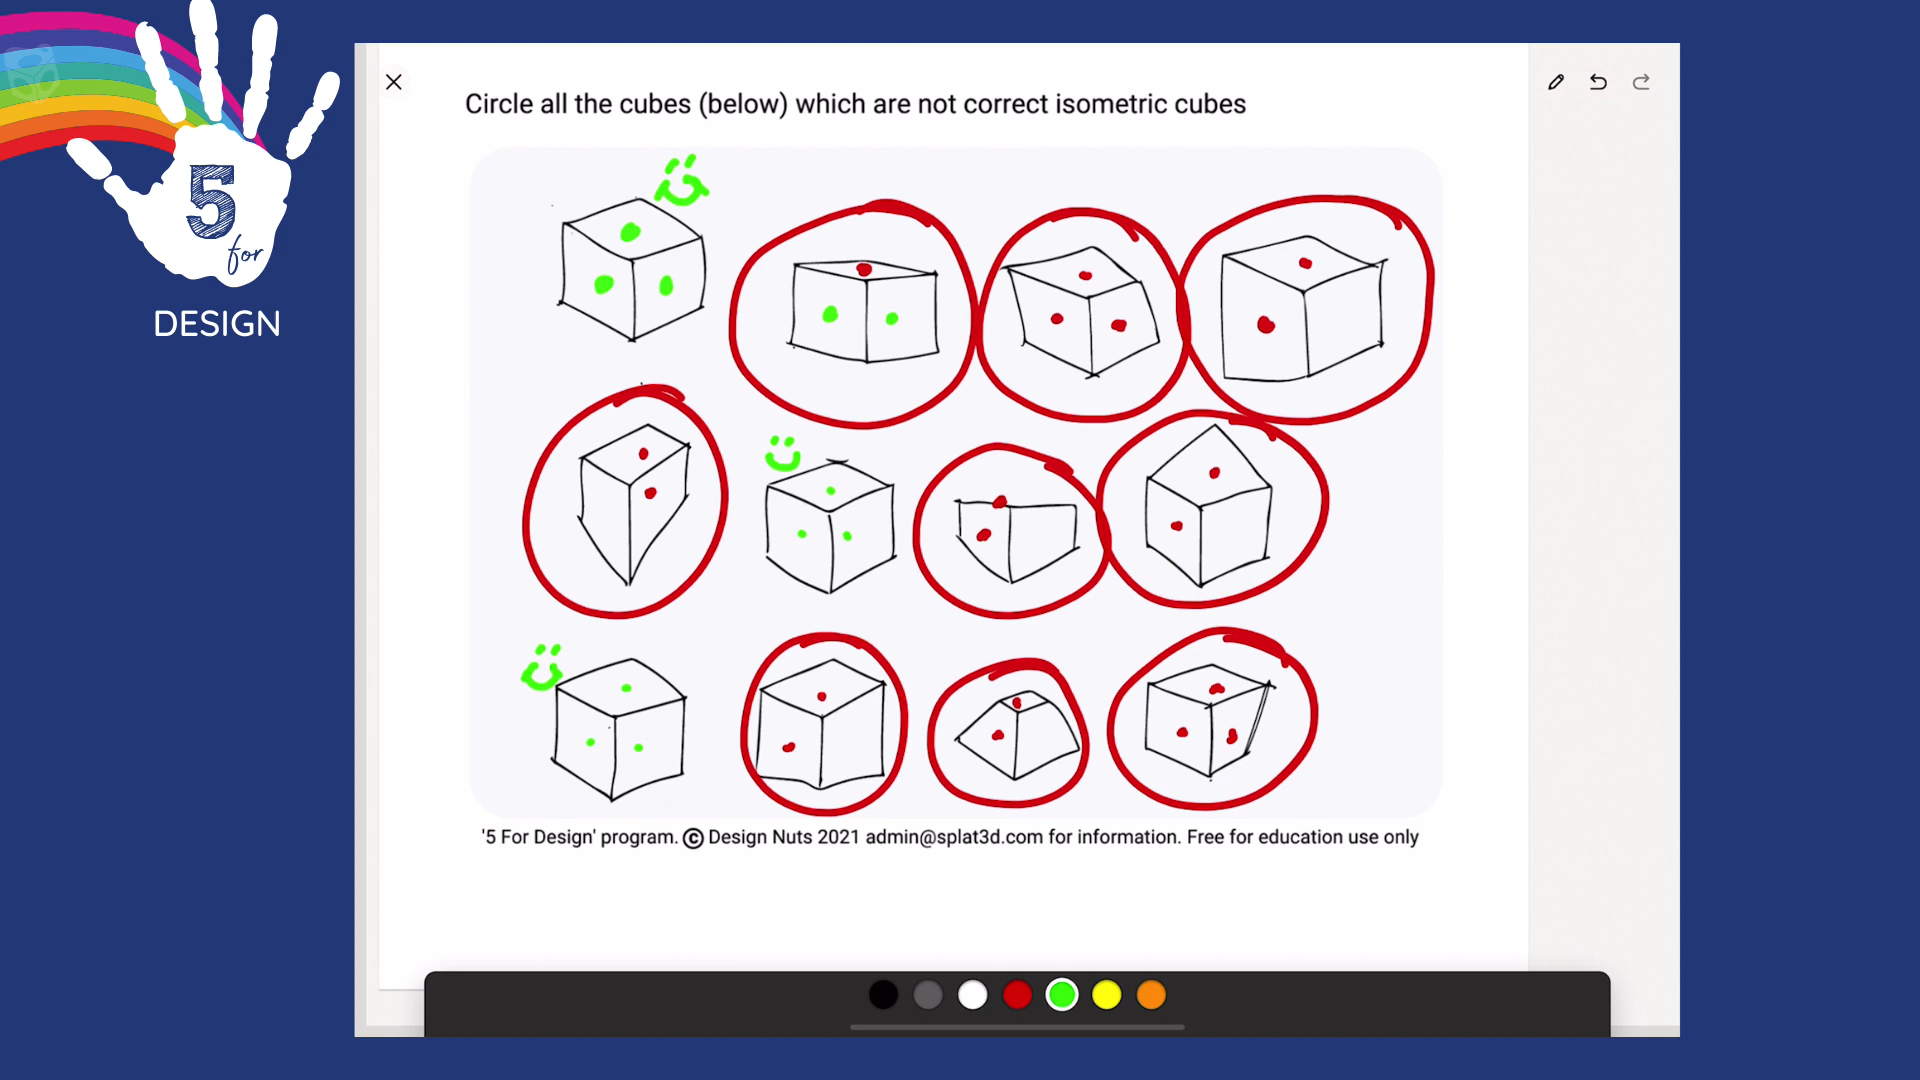 Circle all the cubes (below) which are not correct isometric cubes
5
for
DESIGN
'5 For Design' program. © Design Nuts 2021 admin@splat3d.com for information. Free for education use only